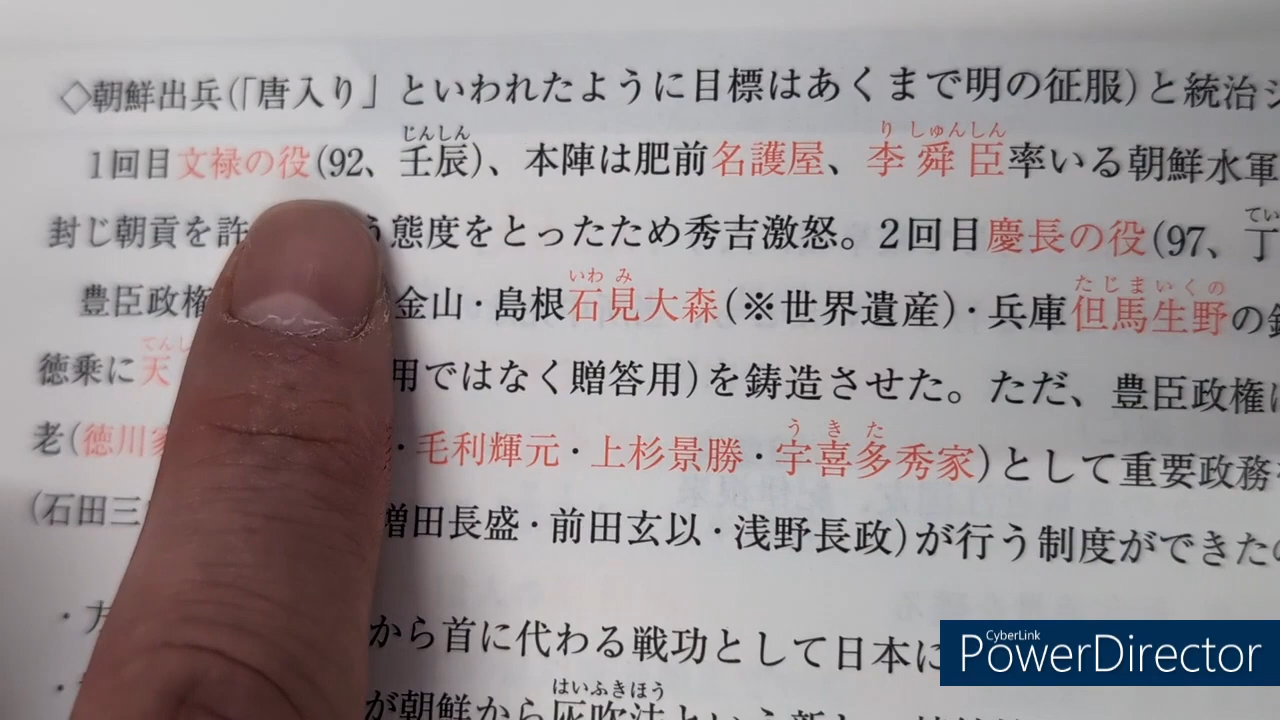 ◇朝鮮出兵(「唐入り」といわれたように目標はあくまで明の征服)と統治シ
じんしん り しゅんしん
1回目文禄の役(92、壬辰)、本陣は肥前名護屋、李舜臣率いる朝鮮水軍
封じ朝貢を許 う態度をとったため秀吉激怒。2回目慶長の役(97、丁
いわ み たじまいくの
豊臣政権 金山・島根石見大森(※世界遺産)・兵庫但馬生野の
てんし
徳乗に天 用ではなく贈答用)を鋳造させた。ただ、豊臣政権
うきた
老(徳川家 ・毛利輝元・上杉景勝・宇喜多秀家)として重要政務
(石田三 増田長盛・前田玄以・浅野長政)が行う制度ができた
から首に代わる戦功として日本に
はいふきほう
が朝鮮から灰吹法という新
CyberLink
PowerDirector